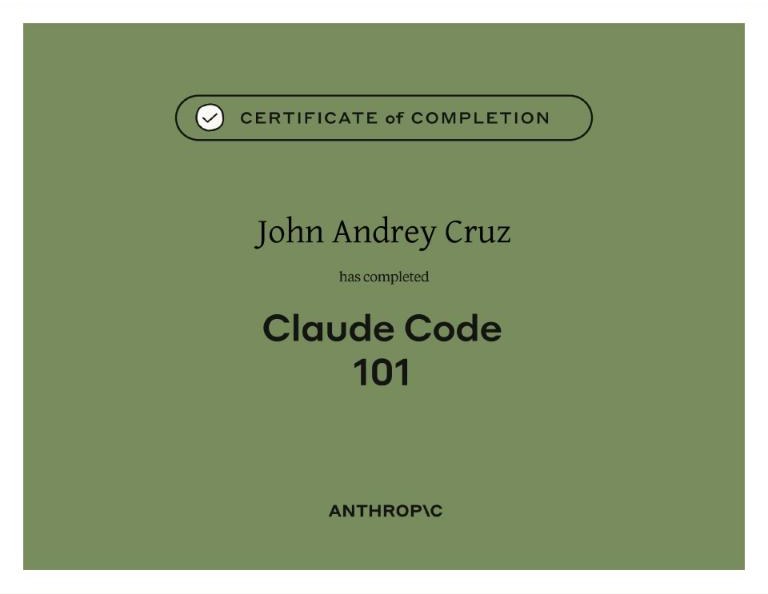 CERTIFICATE of COMPLETION
John Andrey Cruz
has completed
Claude Code
101
ANTHROP\C